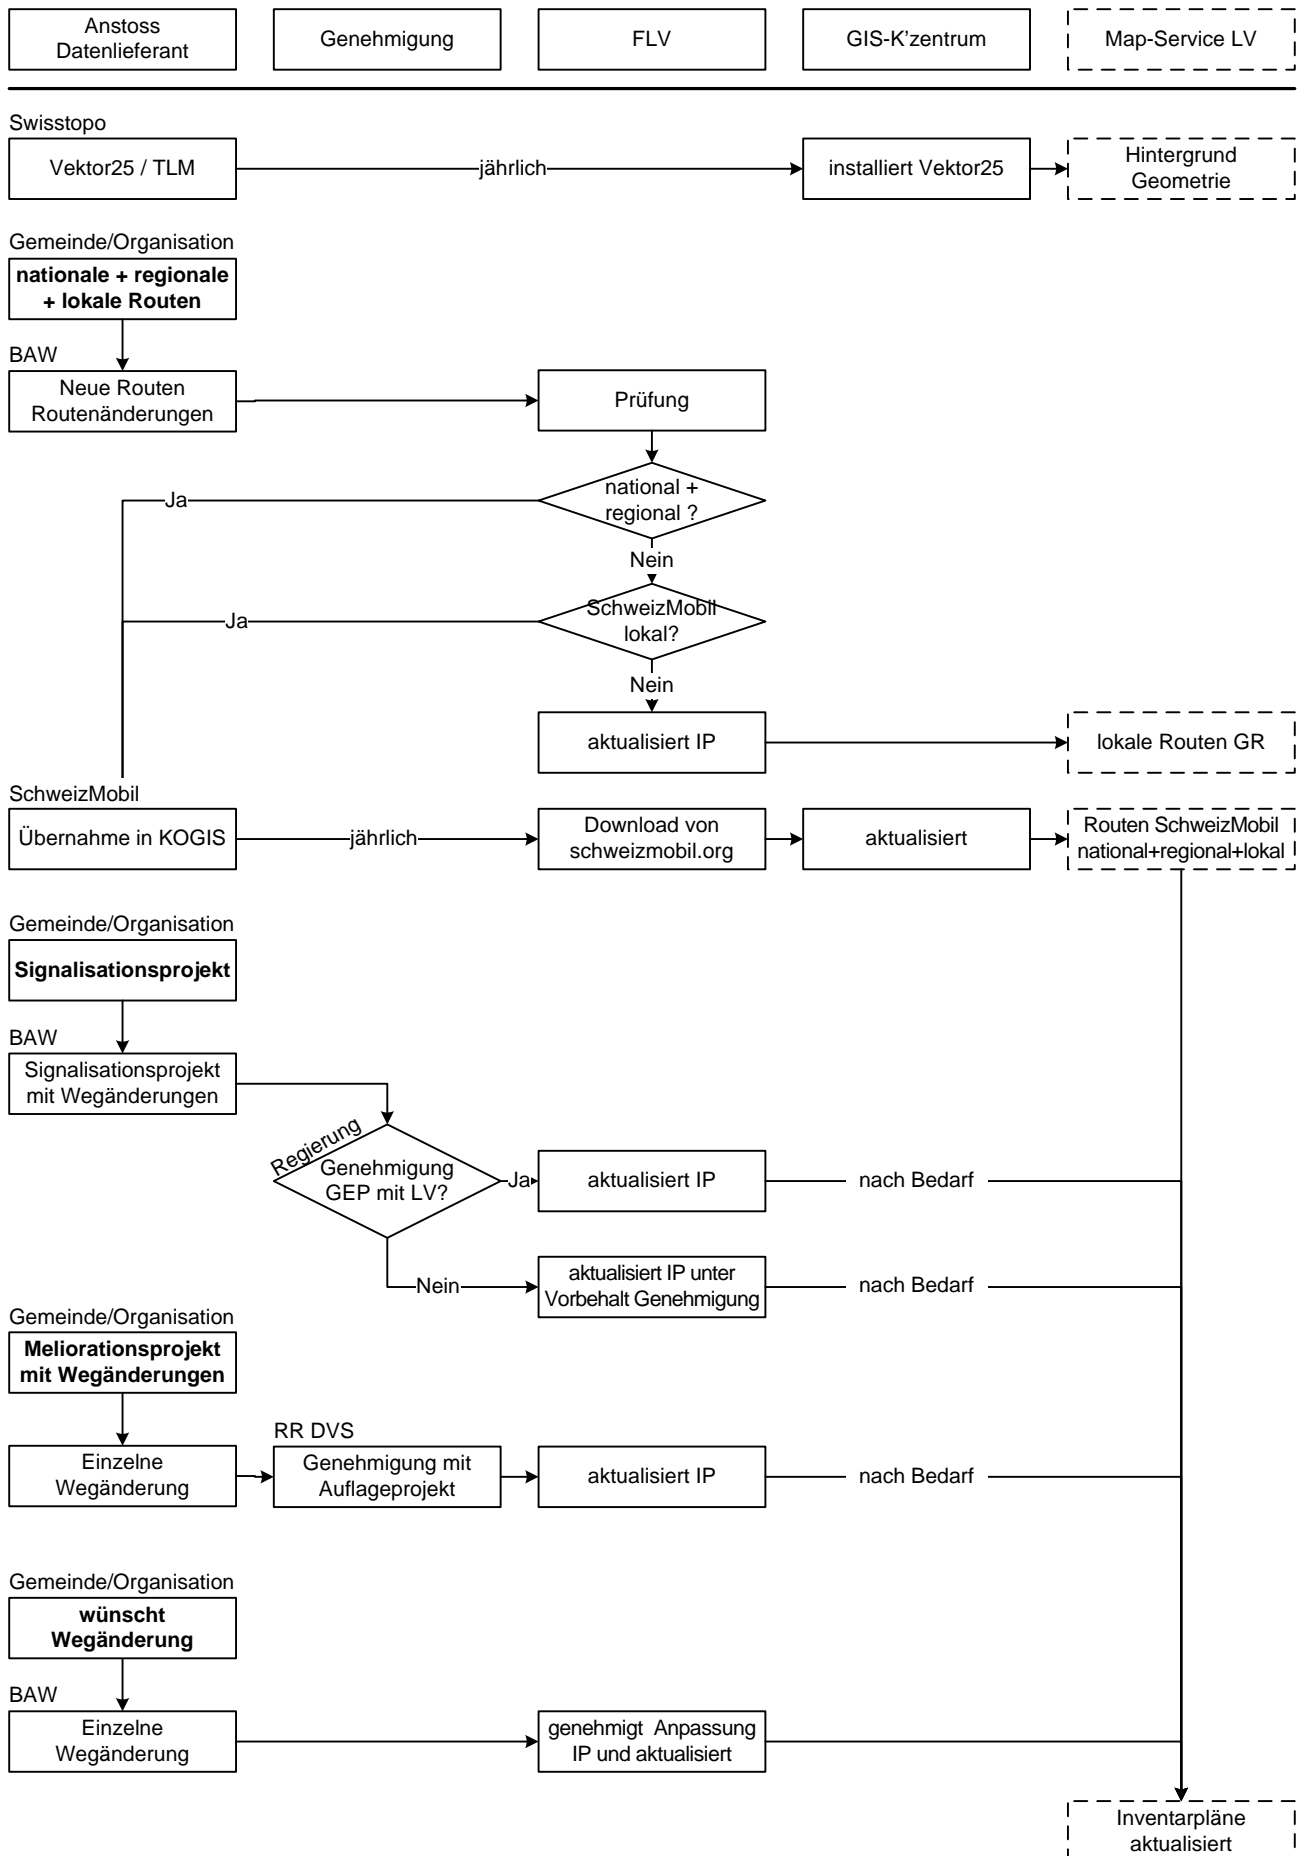 Anstoss
Datenlieferant
Genehmigung
FLV
GIS-K'zentrum
Map-Service LV
Swisstopo
Vektor25 / TLM
jährlich
installiert Vektor25
Hintergrund
Geometrie
Gemeinde/Organisation
nationale + regionale
+ lokale Routen
BAW
Neue Routen
Routenänderungen
Prüfung
national +
regional ?
Ja
Nein
SchweizMobil
lokal?
Ja
Nein
aktualisiert IP
lokale Routen GR
SchweizMobil
Übernahme in KOGIS
jährlich
Download von
schweizmobil.org
aktualisiert
Routen SchweizMobil
national+regional+lokal
Gemeinde/Organisation
Signalisationsprojekt
BAW
Signalisationsprojekt
mit Wegänderungen
Regierung
Genehmigung
GEP mit LV?
Ja
aktualisiert IP
nach Bedarf
Nein
aktualisiert IP unter
Vorbehalt Genehmigung
nach Bedarf
Gemeinde/Organisation
Meliorationsprojekt
mit Wegänderungen
Einzelne
Wegänderung
RR DVS
Genehmigung mit
Auflageprojekt
aktualisiert IP
nach Bedarf
Gemeinde/Organisation
wünscht
Wegänderung
BAW
Einzelne
Wegänderung
genehmigt Anpassung
IP und aktualisiert
Inventarpläne
aktualisiert